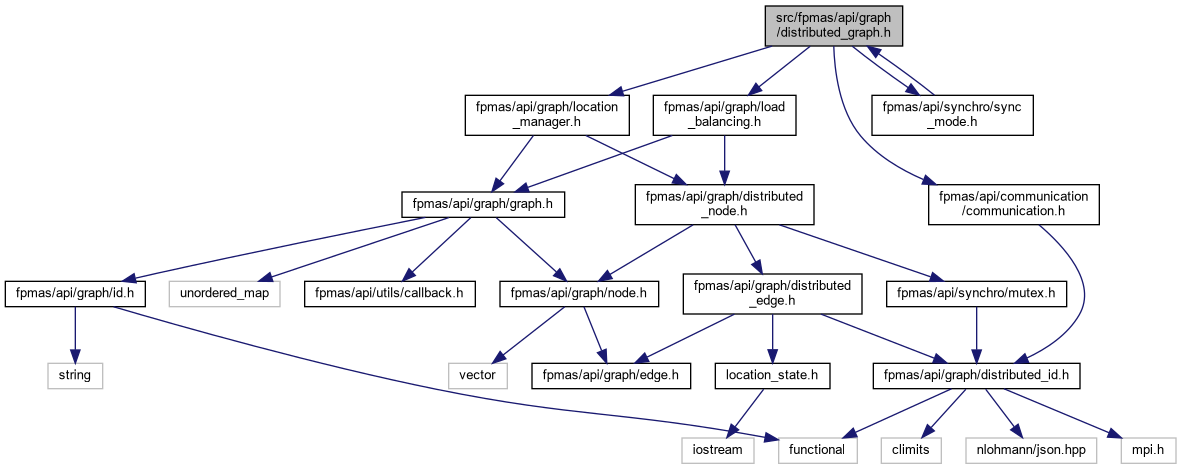 src/fpmas/api/graph
/distributed_graph.h
fpmas/api/graph/location
_manager.h
fpmas/api/graph/load
_balancing.h
fpmas/api/synchro/sync
_mode.h
fpmas/api/graph/graph.h
fpmas/api/graph/distributed
_node.h
fpmas/api/communication
/communication.h
fpmas/api/graph/id.h
unordered_map
fpmas/api/utils/callback.h
fpmas/api/graph/node.h
fpmas/api/graph/distributed
_edge.h
fpmas/api/synchro/mutex.h
string
vector
fpmas/api/graph/edge.h
location_state.h
fpmas/api/graph/distributed_id.h
iostream
functional
climits
nlohmann/json.hpp
mpi.h